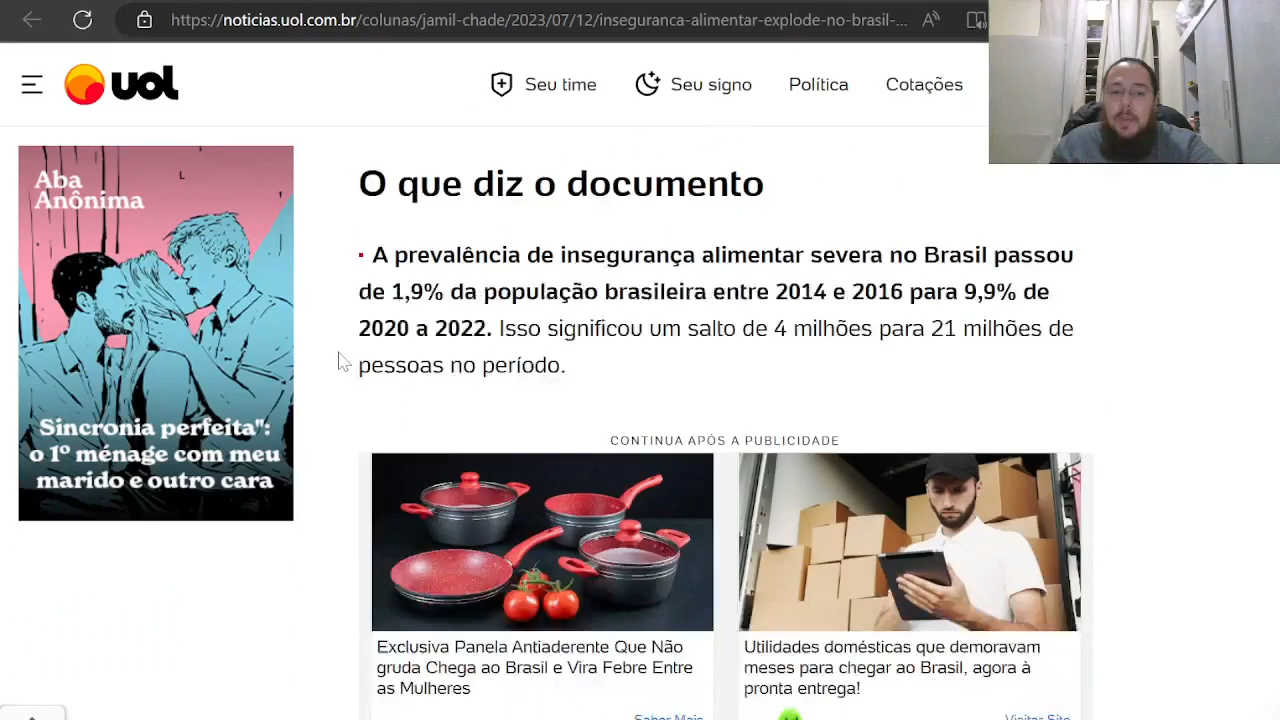 https://noticias.uol.com.br/colunas/jamil-chade/2023/07/12/inseguranca-alimentar-explode-no-brasil-...
UOL
Seu time
Seu signo
Política
Cotações
Aba
Anônima
Sincronia perfeita":
o 1º ménage com meu
marido e outro cara
O que diz o documento
· A prevalência de insegurança alimentar severa no Brasil passou
de 1,9% da população brasileira entre 2014 e 2016 para 9,9% de
2020 a 2022. Isso significou um salto de 4 milhões para 21 milhões de
pessoas no período.
CONTINUA APÓS A PUBLICIDADE
Exclusiva Panela Antiaderente Que Não
gruda Chega ao Brasil e Vira Febre Entre
as Mulheres
Saber Mais
Utilidades domésticas que demoravam
meses para chegar ao Brasil, agora à
pronta entrega!
Visitar Site